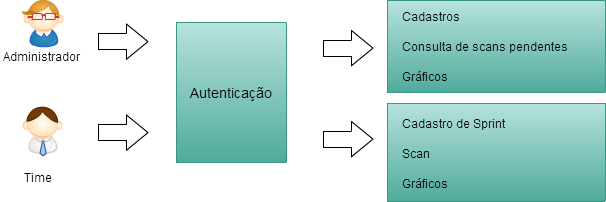 Administrador
Time
Autenticação
Cadastros
Consulta de scans pendentes
Gráficos
Cadastro de Sprint
Scan
Gráficos